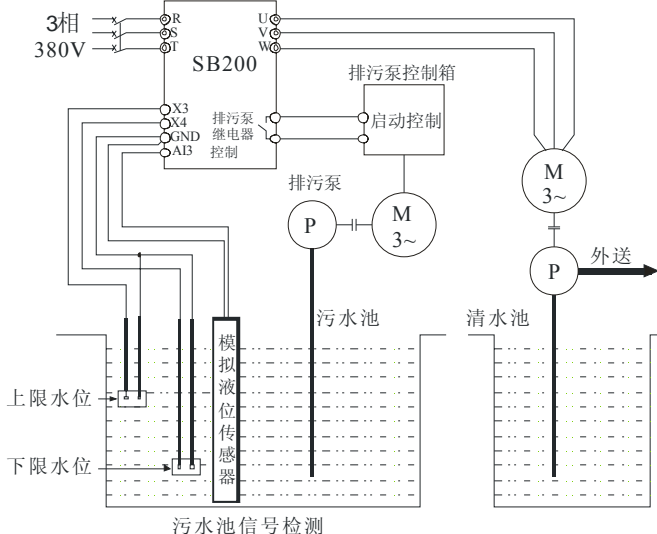 3相
380V
R
S
T
SB200
U
V
W
X3
X4
GND
AI3
排污泵
继电器
控制
排污泵控制箱
启动控制
排污泵
P
M
3~
M
3~
P
外送
污水池
清水池
模拟液位传感器
上限水位
下限水位
污水池信号检测